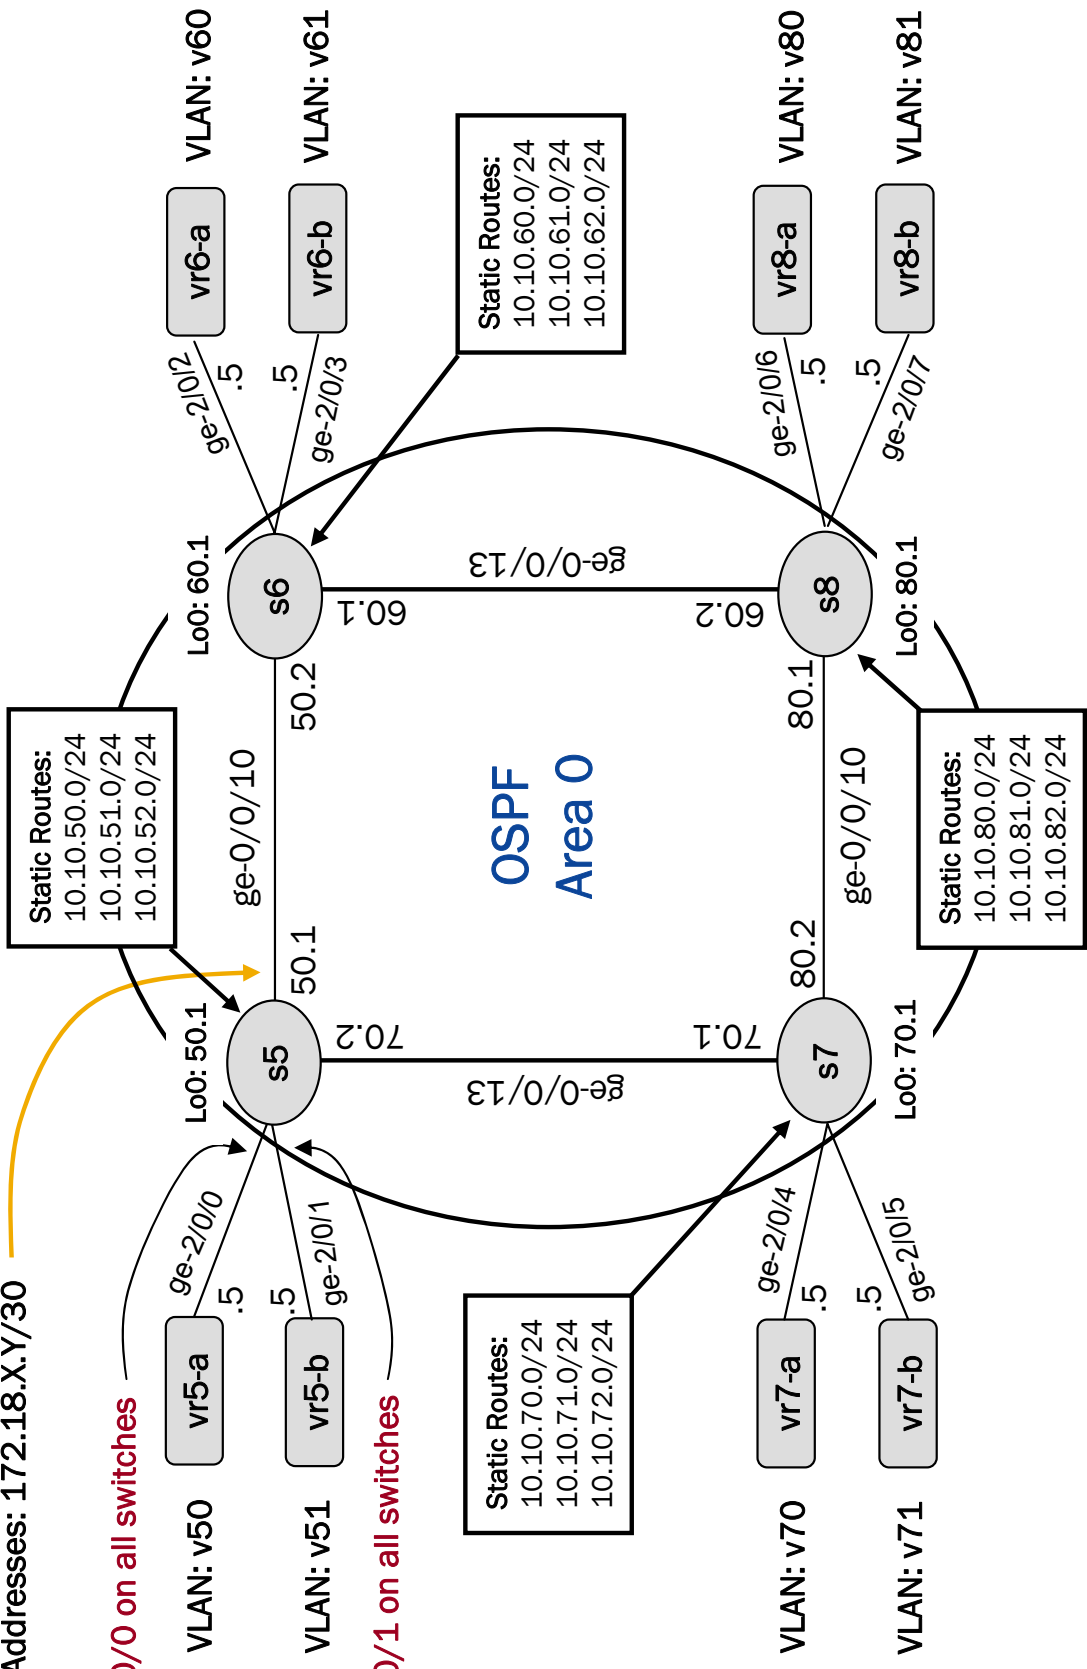 Addresses: 172.18.X.Y/30
0/0 on all switches
0/1 on all switches
VLAN: v50
VLAN: v51
vr5-a
vr5-b
ge-2/0/0
.5
.5
ge-2/0/1
Lo0: 50.1
s5
Static Routes:
10.10.50.0/24
10.10.51.0/24
10.10.52.0/24
50.1
ge-0/0/10
50.2
Lo0: 60.1
s6
ge-2/0/2
.5
.5
ge-2/0/3
vr6-a
vr6-b
VLAN: v60
VLAN: v61
Static Routes:
10.10.60.0/24
10.10.61.0/24
10.10.62.0/24
70.2
ge-0/0/13
70.1
OSPF
Area 0
60.1
ge-0/0/13
60.2
Static Routes:
10.10.70.0/24
10.10.71.0/24
10.10.72.0/24
VLAN: v70
VLAN: v71
vr7-a
vr7-b
ge-2/0/4
.5
.5
ge-2/0/5
s7
Lo0: 70.1
80.2
ge-0/0/10
80.1
s8
Lo0: 80.1
Static Routes:
10.10.80.0/24
10.10.81.0/24
10.10.82.0/24
ge-2/0/6
.5
.5
ge-2/0/7
vr8-a
vr8-b
VLAN: v80
VLAN: v81